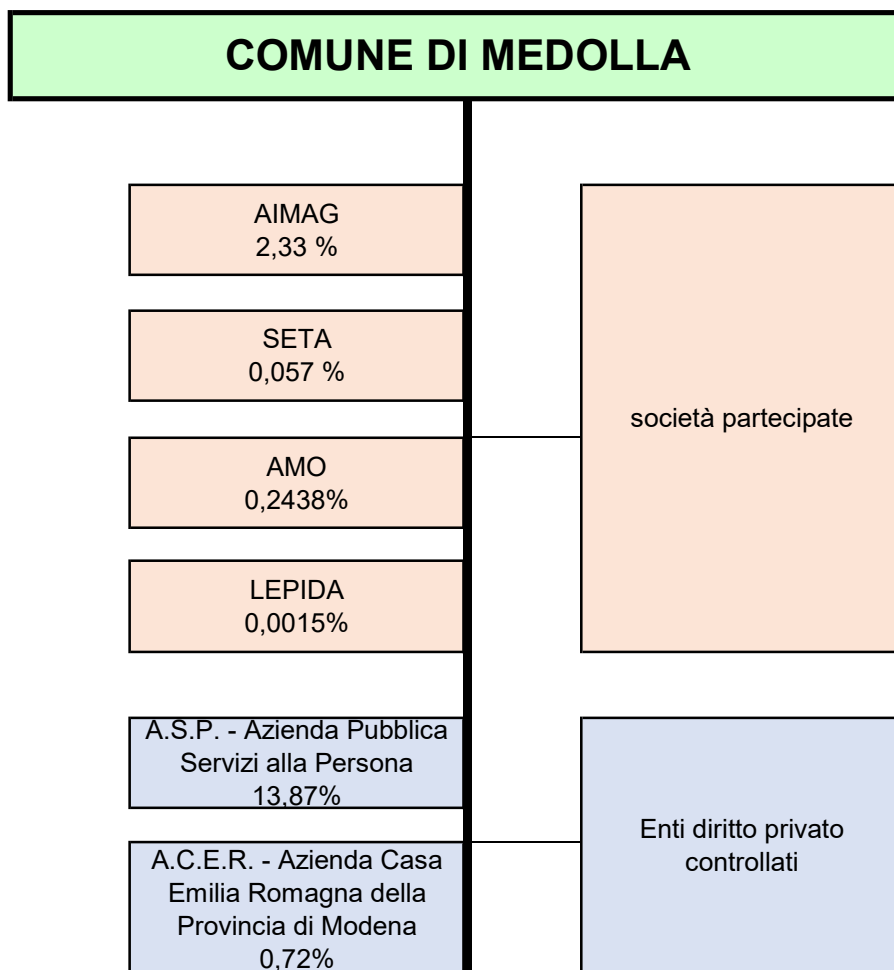 COMUNE DI MEDOLLA
AIMAG
2,33 %
SETA
0,057 %
AMO
0,2438%
LEPIDA
0,0015%
società partecipate
A.S.P. - Azienda Pubblica
Servizi alla Persona
13,87%
A.C.E.R. - Azienda Casa
Emilia Romagna della
Provincia di Modena
0,72%
Enti diritto privato
controllati